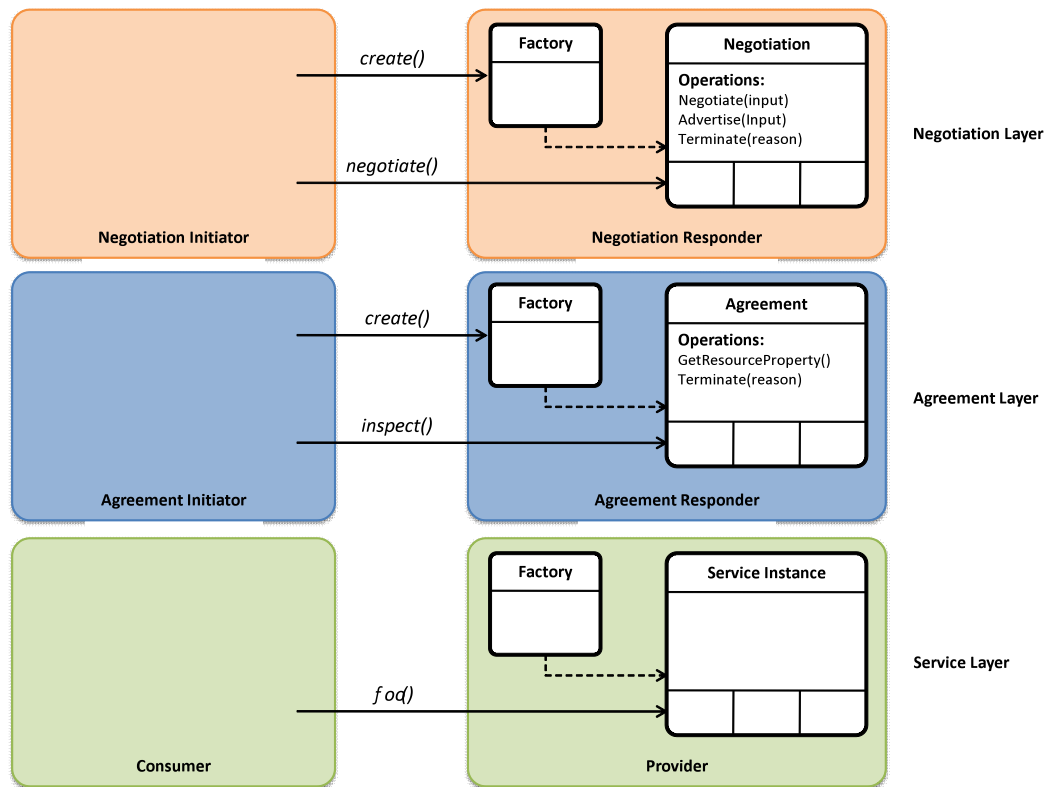 Factory
Negotiation
create()
Operations:
Negotiate(input)
Advertise(Input)
Terminate(reason)
Negotiation Layer
negotiate()
Negotiation Initiator
Negotiation Responder
Factory
Agreement
create()
Operations:
GetResourceProperty()
Terminate(reason)
Agreement Layer
inspect()
Agreement Initiator
Agreement Responder
Factory
Service Instance
Service Layer
foo()
Consumer
Provider